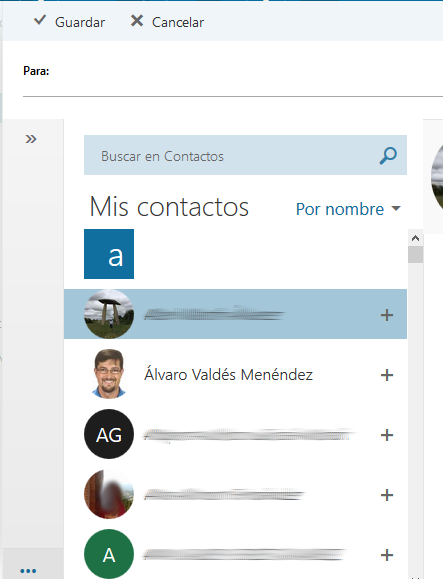 Guardar Cancelar
Para:
Buscar en Contactos
Mis contactos Por nombre
a
Álvaro Valdés Menéndez
AG
A